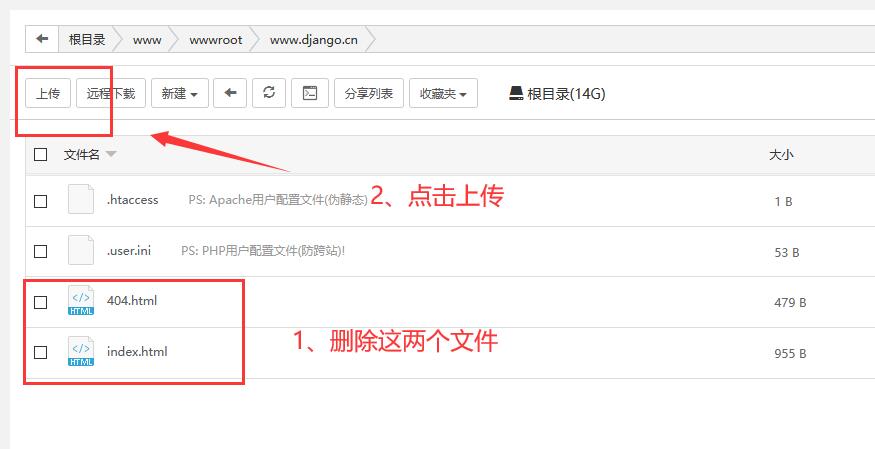 根目录 www wwwroot www.django.cn
上传 远程下载 新建 分享列表 收藏夹 根目录(14G)
文件名 大小
.htaccess PS: Apache用户配置文件(伪静态) 2、点击上传 1 B
.user.ini PS: PHP用户配置文件(防跨站)! 53 B
</> HTML 404.html 479 B
1、删除这两个文件
</> HTML index.html 955 B